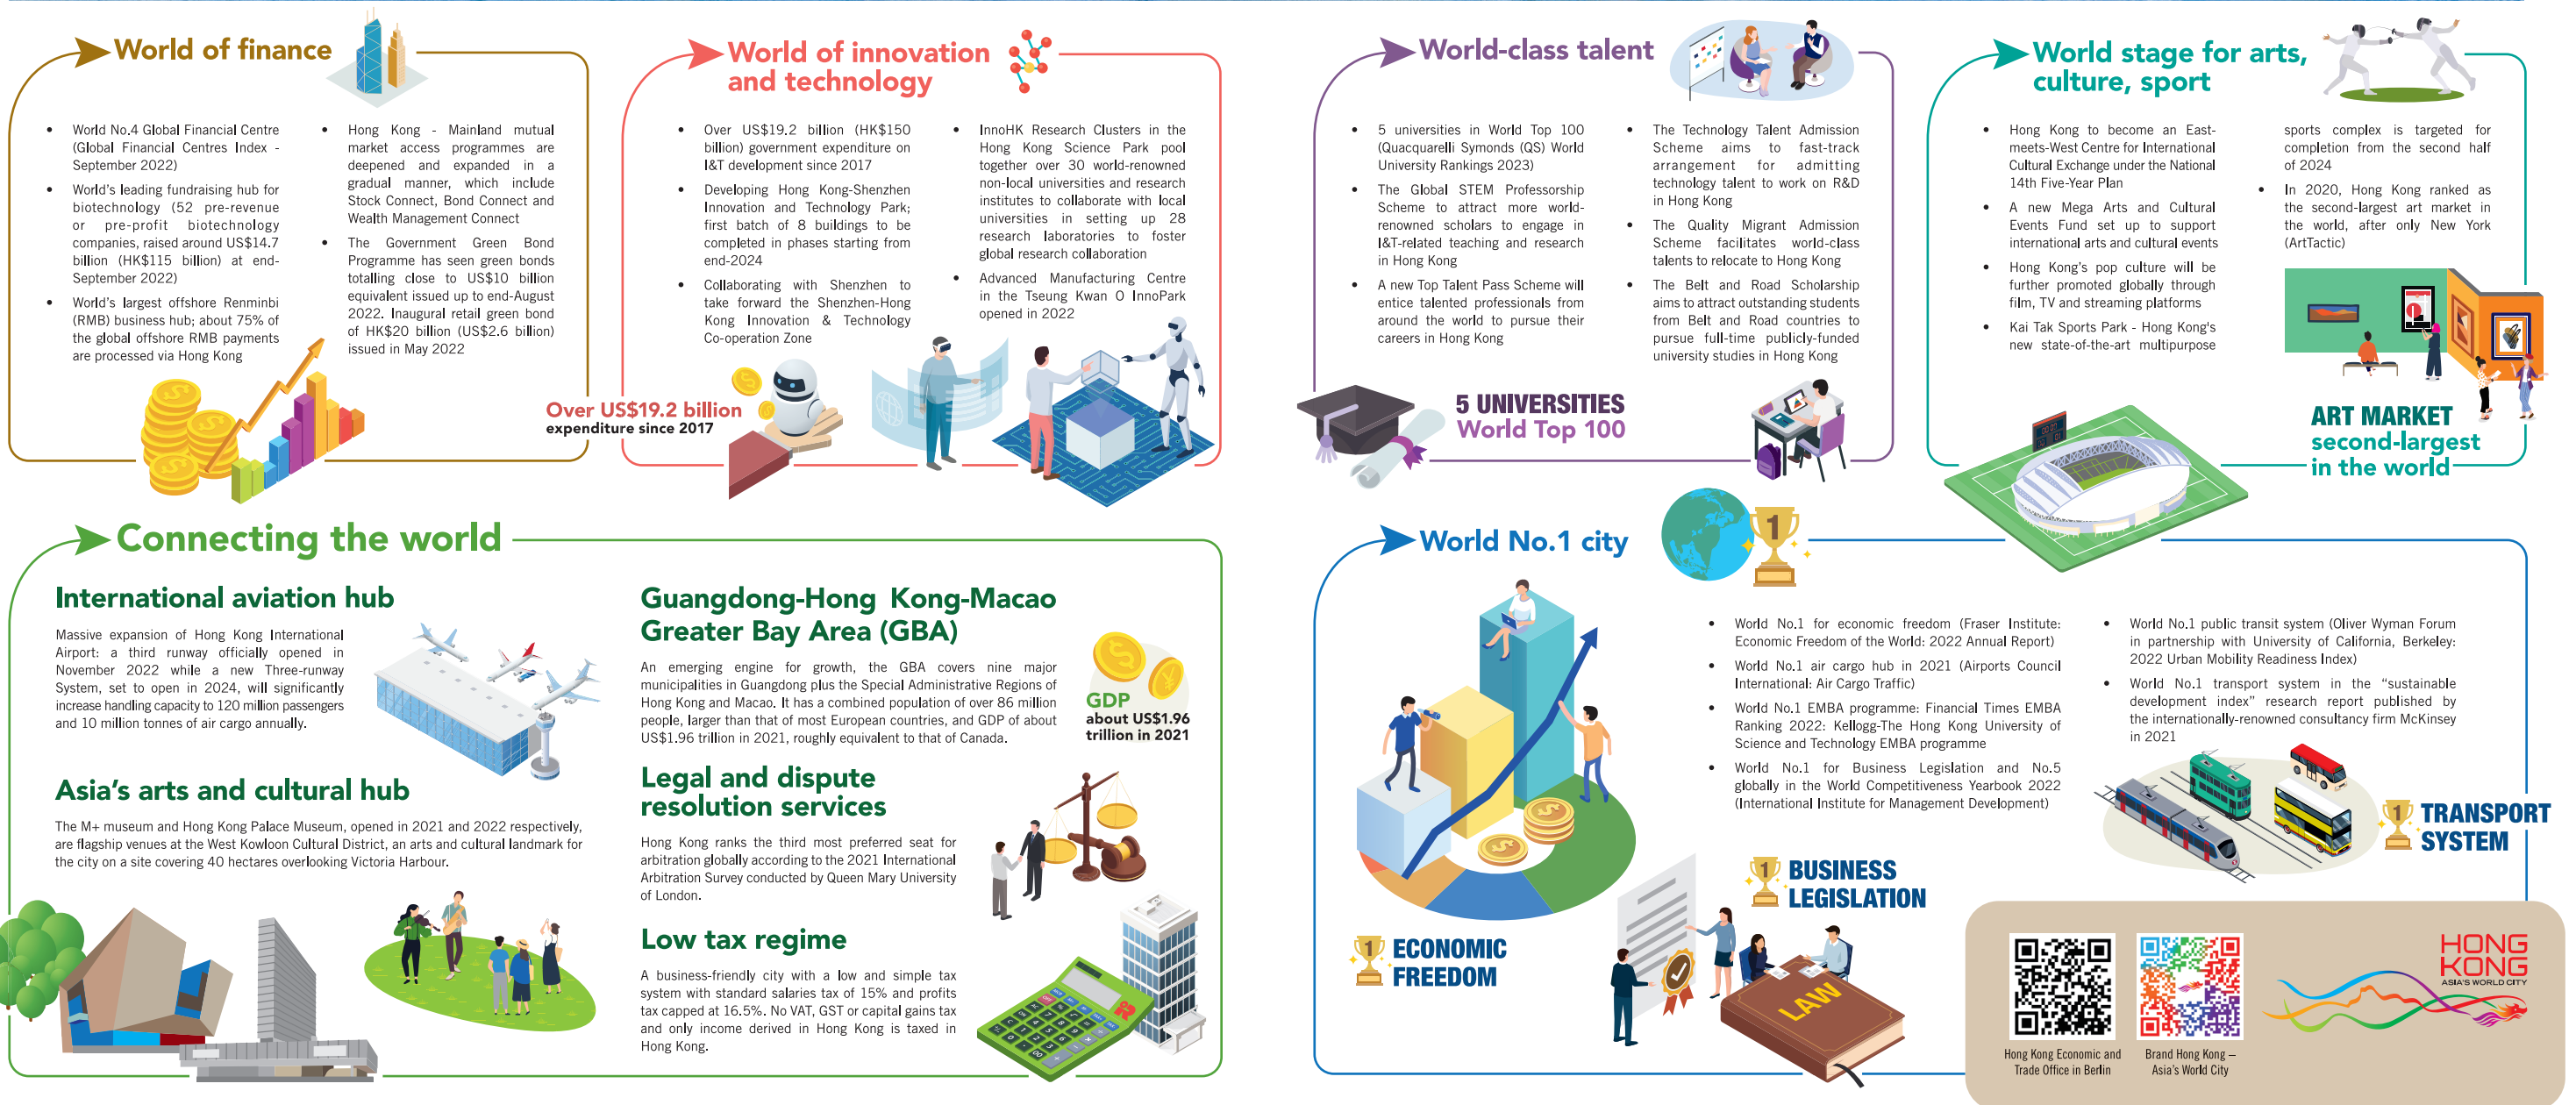 World of finance
World No.4 Global Financial Centre
(Global Financial Centres Index -
September 2022)
World's leading fundraising hub for
biotechnology (52 pre-revenue
or pre-profit biotechnology
companies, raised around US$14.7
billion (HK$115 billion) at end-
September 2022)
World's largest offshore Renminbi
(RMB) business hub; about 75% of
the global offshore RMB payments
are processed via Hong Kong
Hong Kong - Mainland mutual
market access programmes are
deepened and expanded in a
gradual manner, which include
Stock Connect, Bond Connect and
Wealth Management Connect
The Government Green Bond
Programme has seen green bonds
totalling close to US$10 billion
equivalent issued up to end-August
2022. Inaugural retail green bond
of HK$20 billion (US$2.6 billion)
issued in May 2022
World of innovation
and technology
Over US$19.2 billion (HK$150
billion) government expenditure on
I&T development since 2017
Developing Hong Kong-Shenzhen
Innovation and Technology Park;
first batch of 8 buildings to be
completed in phases starting from
end-2024
Collaborating with Shenzhen to
take forward the Shenzhen-Hong
Kong Innovation & Technology
Co-operation Zone
InnoHK Research Clusters in the
Hong Kong Science Park pool
together over 30 world-renowned
non-local universities and research
institutes to collaborate with local
universities in setting up 28
research laboratories to foster
global research collaboration
Advanced Manufacturing Centre
in the Tseung Kwan O InnoPark
opened in 2022
Over US$19.2 billion
expenditure since 2017
World-class talent
5 universities in World Top 100
(Quacquarelli Symonds (QS) World
University Rankings 2023)
The Global STEM Professorship
Scheme to attract more world-
renowned scholars to engage in
I&T-related teaching and research
in Hong Kong
A new Top Talent Pass Scheme will
entice talented professionals from
around the world to pursue their
careers in Hong Kong
The Technology Talent Admission
Scheme aims to fast-track
arrangement for admitting
technology talent to work on R&D
in Hong Kong
The Quality Migrant Admission
Scheme facilitates world-class
talents to relocate to Hong Kong
The Belt and Road Scholarship
aims to attract outstanding students
from Belt and Road countries to
pursue full-time publicly-funded
university studies in Hong Kong
5 UNIVERSITIES
World Top 100
World stage for arts,
culture, sport
Hong Kong to become an East-
meets-West Centre for International
Cultural Exchange under the National
14th Five-Year Plan
A new Mega Arts and Cultural
Events Fund set up to support
international arts and cultural events
Hong Kong's pop culture will be
further promoted globally through
film, TV and streaming platforms
Kai Tak Sports Park - Hong Kong's
new state-of-the-art multipurpose
sports complex is targeted for
completion from the second half
of 2024
In 2020, Hong Kong ranked as
the second-largest art market in
the world, after only New York
(ArtTactic)
ART MARKET
second-largest
in the world
Connecting the world
International aviation hub
Massive expansion of Hong Kong International
Airport: a third runway officially opened in
November 2022 while a new Three-runway
System, set to open in 2024, will significantly
increase handling capacity to 120 million passengers
and 10 million tonnes of air cargo annually.
Asia's arts and cultural hub
The M+ museum and Hong Kong Palace Museum, opened in 2021 and 2022 respectively,
are flagship venues at the West Kowloon Cultural District, an arts and cultural landmark for
the city on a site covering 40 hectares overlooking Victoria Harbour.
Guangdong-Hong Kong-Macao
Greater Bay Area (GBA)
An emerging engine for growth, the GBA covers nine major
municipalities in Guangdong plus the Special Administrative Regions of
Hong Kong and Macao. It has a combined population of over 86 million
people, larger than that of most European countries, and GDP of about
US$1.96 trillion in 2021, roughly equivalent to that of Canada.
GDP
about US$1.96
trillion in 2021
Legal and dispute
resolution services
Hong Kong ranks the third most preferred seat for
arbitration globally according to the 2021 International
Arbitration Survey conducted by Queen Mary University
of London.
Low tax regime
A business-friendly city with a low and simple tax
system with standard salaries tax of 15% and profits
tax capped at 16.5%. No VAT, GST or capital gains tax
and only income derived in Hong Kong is taxed in
Hong Kong.
World No.1 city
1
World No.1 for economic freedom (Fraser Institute:
Economic Freedom of the World: 2022 Annual Report)
World No.1 air cargo hub in 2021 (Airports Council
International: Air Cargo Traffic)
World No.1 EMBA programme: Financial Times EMBA
Ranking 2022: Kellogg-The Hong Kong University of
Science and Technology EMBA programme
World No.1 for Business Legislation and No.5
globally in the World Competitiveness Yearbook 2022
(International Institute for Management Development)
World No.1 public transit system (Oliver Wyman Forum
in partnership with University of California, Berkeley:
2022 Urban Mobility Readiness Index)
World No.1 transport system in the “sustainable
development index” research report published by
the internationally-renowned consultancy firm McKinsey
in 2021
1 TRANSPORT
SYSTEM
1 BUSINESS
LEGISLATION
1 ECONOMIC
FREEDOM
LAW
Hong Kong Economic and
Trade Office in Berlin
Brand Hong Kong –
Asia's World City
HONG
KONG
ASIA'S WORLD CITY